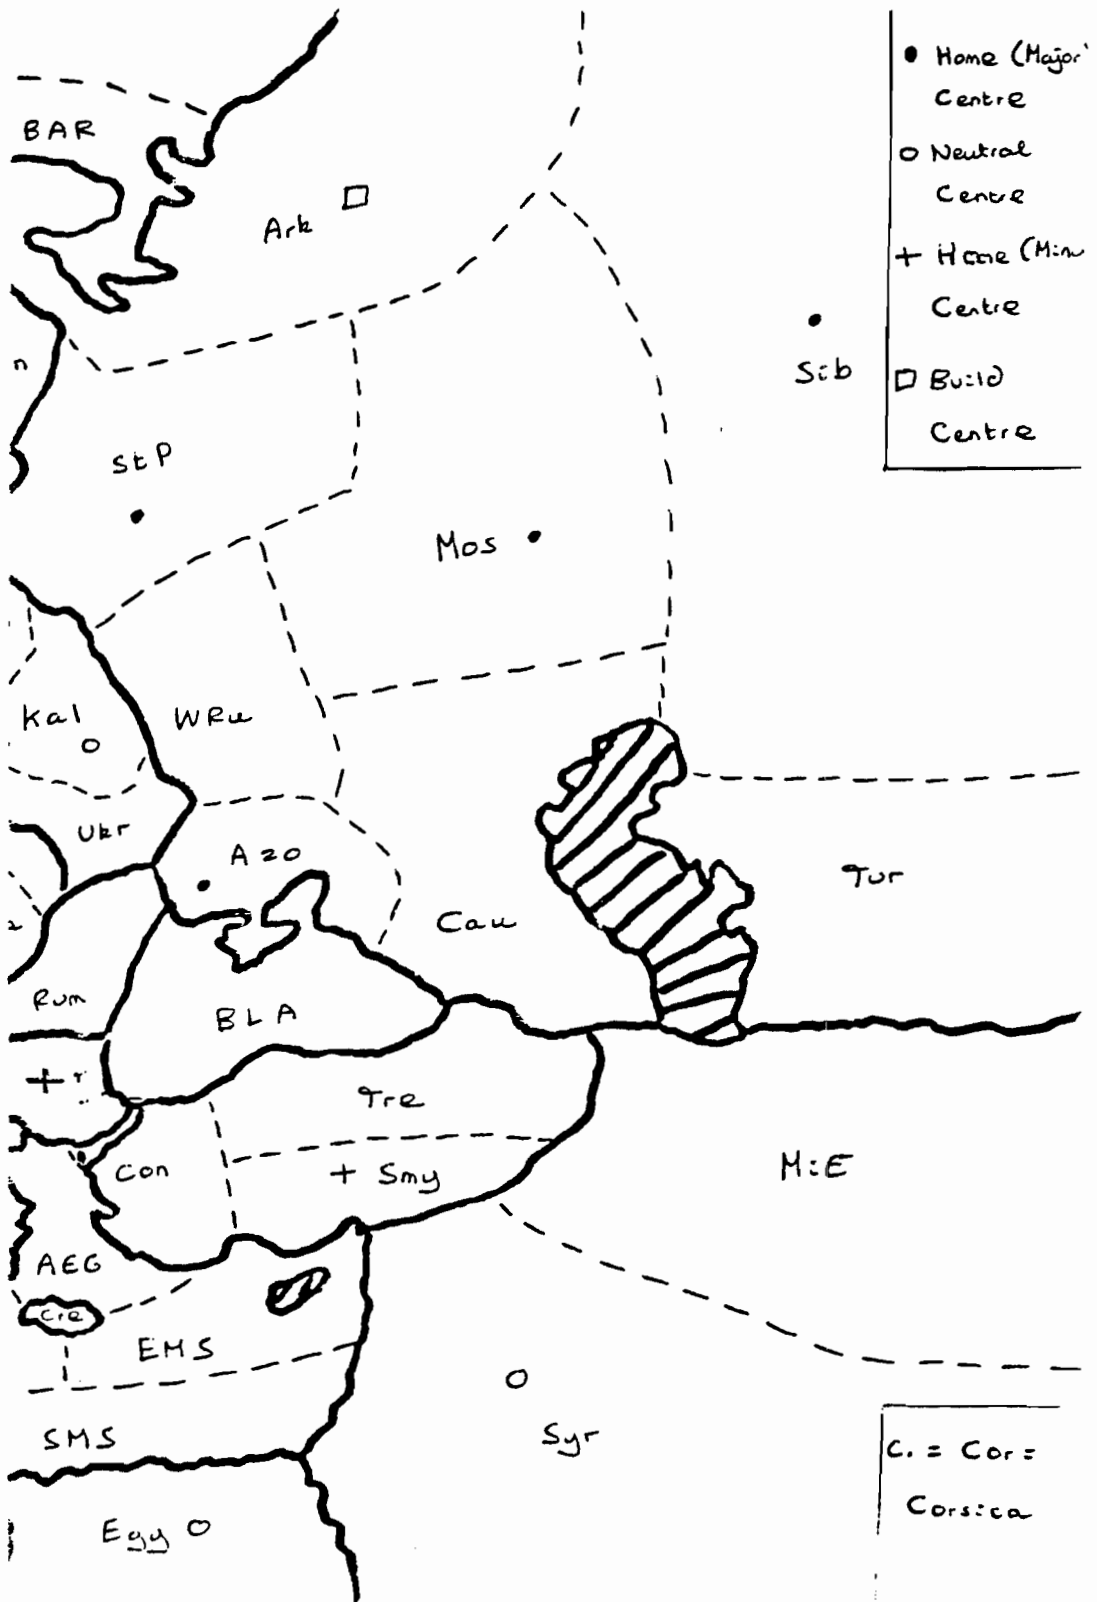 BAR
Ark
n
StP
Mos
Sib
Kal
WRu
Ukr
Azo
Cau
Tur
Rum
BLA
Tre
Con
Smy
MiE
AEG
Cre
EMS
SMS
Syr
Egy
Home (Major
Centre
Neutral
Centre
Home (Min
Centre
Build
Centre
C. = Cor =
Corsica